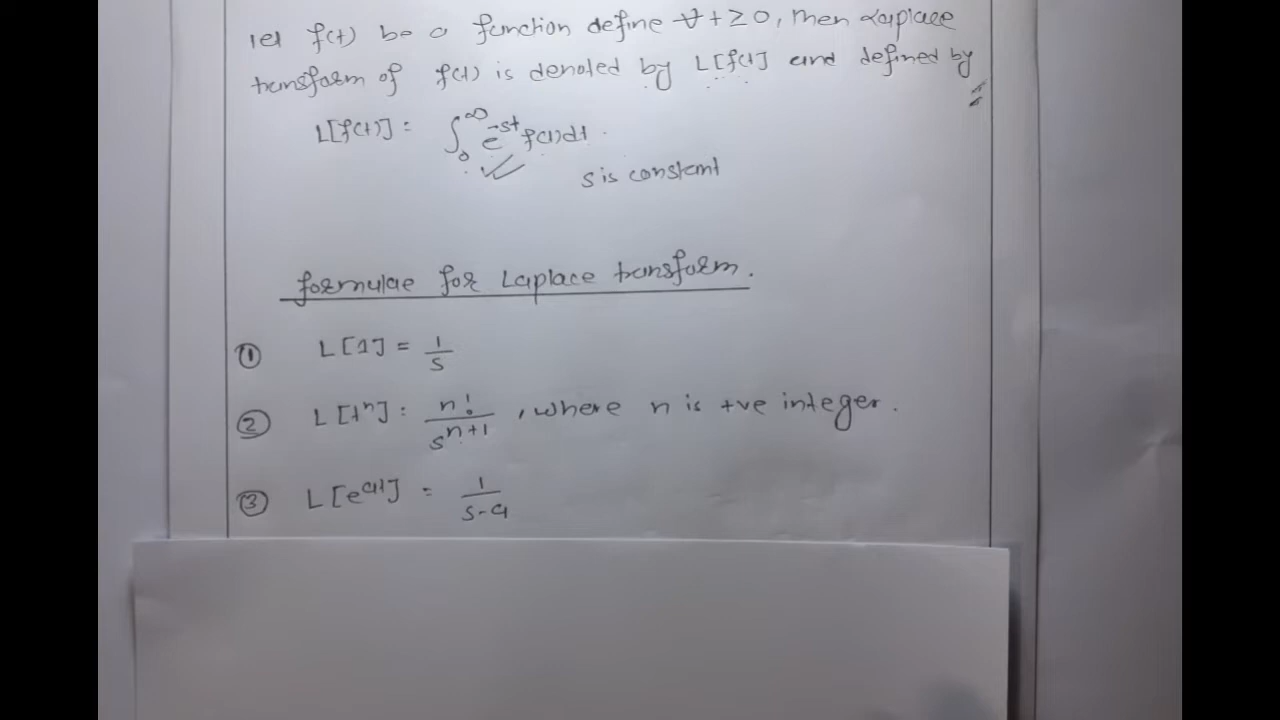 let f(t) be a function define ∀ t ≥ 0, then Laplace
transform of f(t) is denoted by L[f(t)] and defined by
L[f(t)] = ∫₀^∞ e^{-st} f(t)dt.
s is constant
formulae for Laplace transform.
① L[1] = 1/s
② L[tⁿ] = n!/s^{n+1}, where n is +ve integer.
③ L[e^{at}] = 1/(s-a)